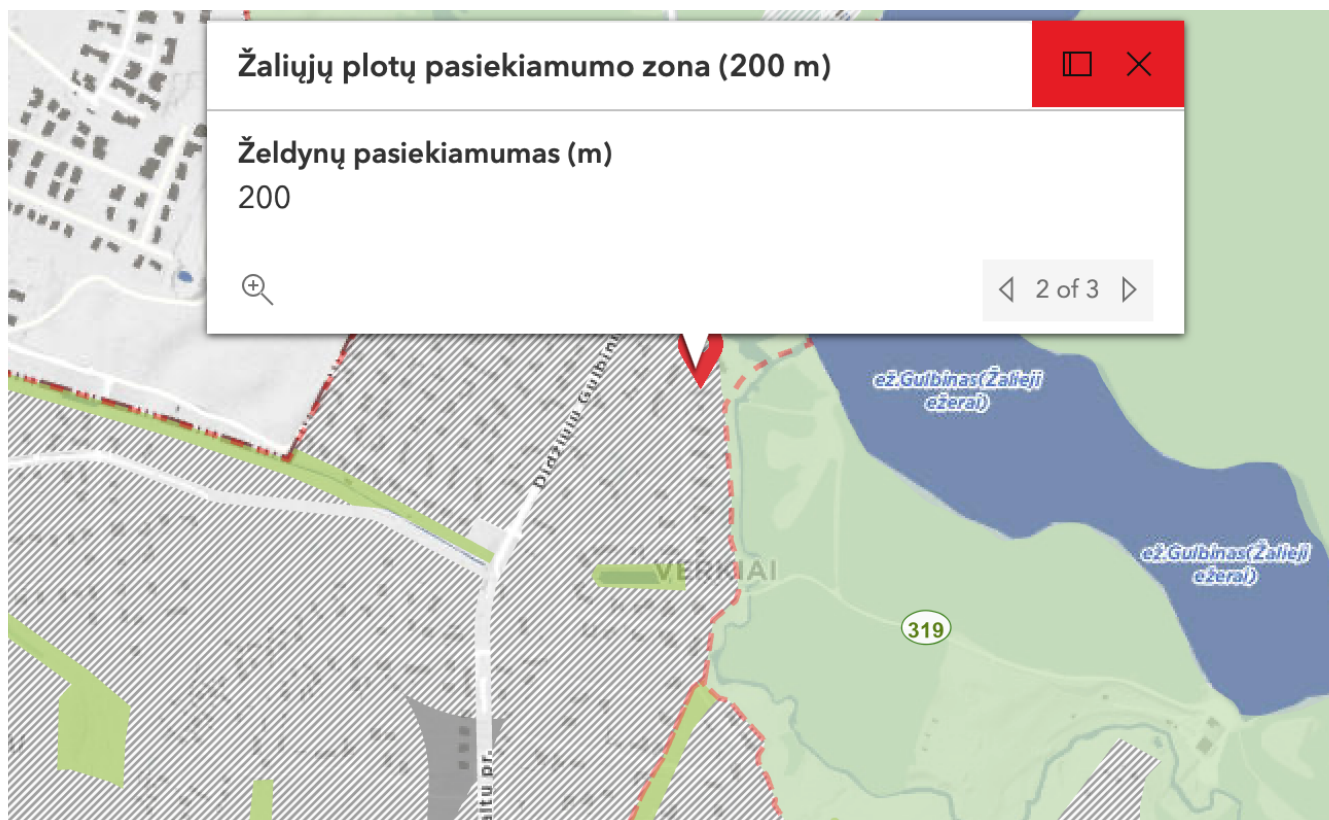 Žaliųjų plotų pasiekiamumo zona (200 m)
Želdynų pasiekiamumas (m)
200
2 of 3
Didžiulių Gulbinų
ež.Gulbinas(Žalieji
ežerai)
ež.Gulbinas(Žalieji
ežerai)
VERKIAI
319